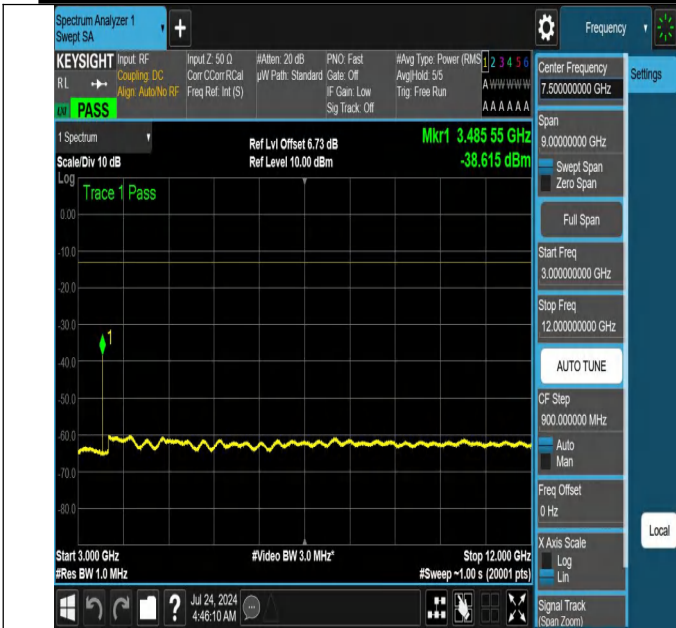 Spectrum Analyzer 1
Swept SA
+
Frequency
KEYSIGHT
Input: RF
Input Z: 50 Ω
#Atten: 20 dB
PNO: Fast
#Avg Type: Power (RMS
1 2 3 4 5 6
RL
Coupling: DC
Corr CCorr RCal
µW Path: Standard
Gate: Off
Avg|Hold: 5/5
A W W W W W
Align: Auto/No RF
Freq Ref: Int (S)
IF Gain: Low
Trig: Free Run
Sig Track: Off
A A A A A A
PASS
1 Spectrum
Ref Lvl Offset 6.73 dB
Mkr1 3.485 55 GHz
Scale/Div 10 dB
Ref Level 10.00 dBm
-38.615 dBm
Log
Trace 1 Pass
0.00
-10.0
-20.0
-30.0
1
-40.0
-50.0
-60.0
-70.0
-80.0
Start 3.000 GHz
#Video BW 3.0 MHz*
Stop 12.000 GHz
#Res BW 1.0 MHz
#Sweep ~1.00 s (20001 pts)
?
Jul 24, 2024
4:46:10 AM
Center Frequency
7.500000000 GHz
Settings
Span
9.00000000 GHz
Swept Span
Zero Span
Full Span
Start Freq
3.000000000 GHz
Stop Freq
12.000000000 GHz
AUTO TUNE
CF Step
900.000000 MHz
Auto
Man
Freq Offset
0 Hz
Local
X Axis Scale
Log
Lin
Signal Track
(Span Zoom)